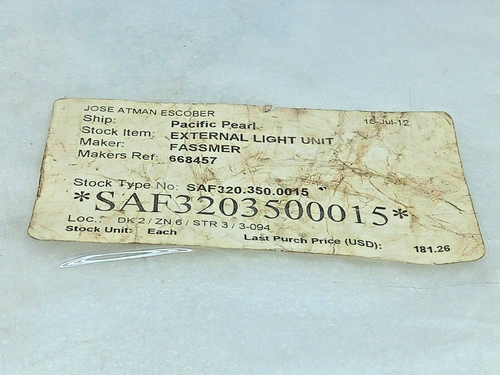 JOSE ATMAN ESCOBER 16-Jul-12
Ship: Pacific Pearl
Stock Item: EXTERNAL LIGHT UNIT
Maker: FASSMER
Makers Ref: 668457
Stock Type No: SAF320.350.0015
*SAF3203500015*
Loc.: DK 2 / ZN 6 / STR 3 / 3-094
Stock Unit: Each Last Purch Price (USD): 181.26